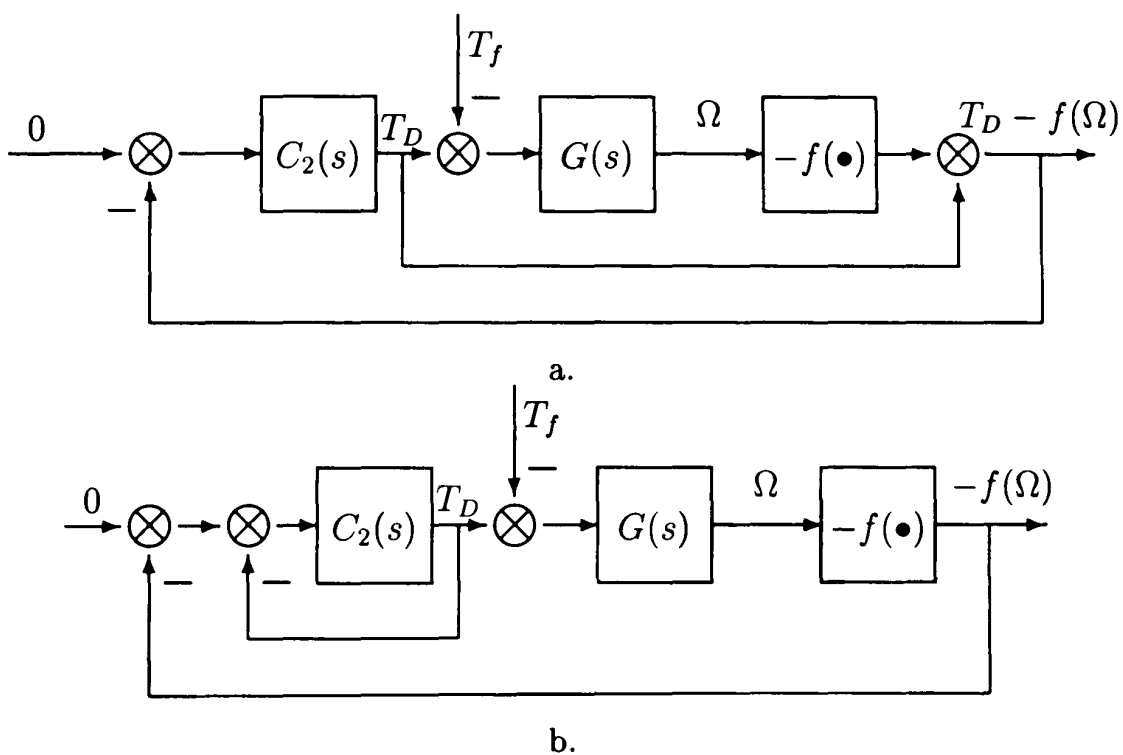 T_f
−
0
C_2(s)
T_D
G(s)
Ω
−f(•)
T_D − f(Ω)
−
a.
T_f
−
0
C_2(s)
T_D
G(s)
Ω
−f(•)
−f(Ω)
−
−
b.